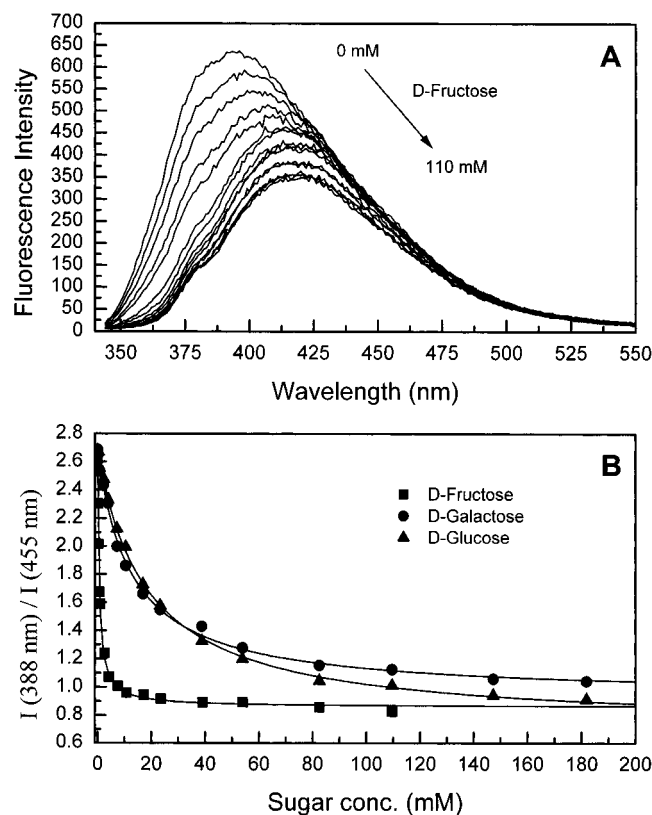 700
650
600
550
500
450
400
350
300
250
200
150
100
50
0
Fluorescence Intensity
A
0 mM
D-Fructose
110 mM
350 375 400 425 450 475 500 525 550
Wavelength (nm)
2.8
2.6
2.4
2.2
2.0
1.8
1.6
1.4
1.2
1.0
0.8
0.6
I (388 nm) / I (455 nm)
B
D-Fructose
D-Galactose
D-Glucose
0 20 40 60 80 100 120 140 160 180 200
Sugar conc. (mM)